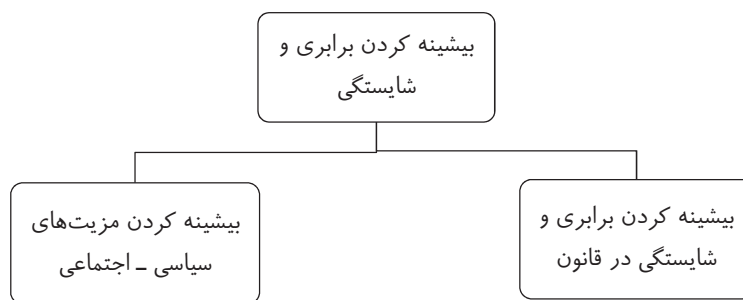 بیشینه کردن برابری و
شایستگی
بیشینه کردن برابری و
شایستگی در قانون
بیشینه کردن مزیت‌های
سیاسی ـ اجتماعی